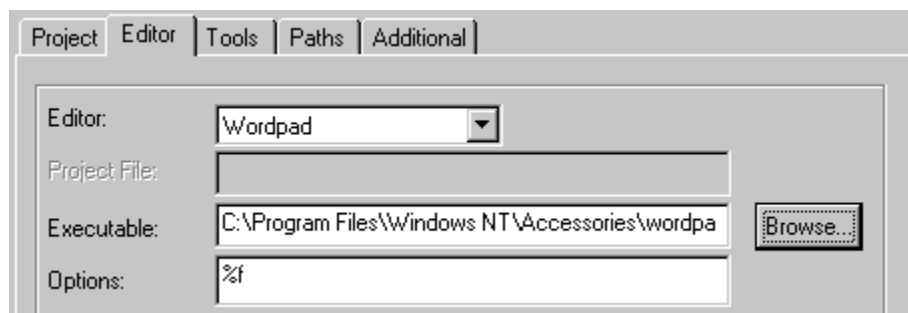 Project Editor Tools Paths Additional
Editor: Wordpad
Project File:
Executable: C:\Program Files\Windows NT\Accessories\wordpa Browse...
Options: %f